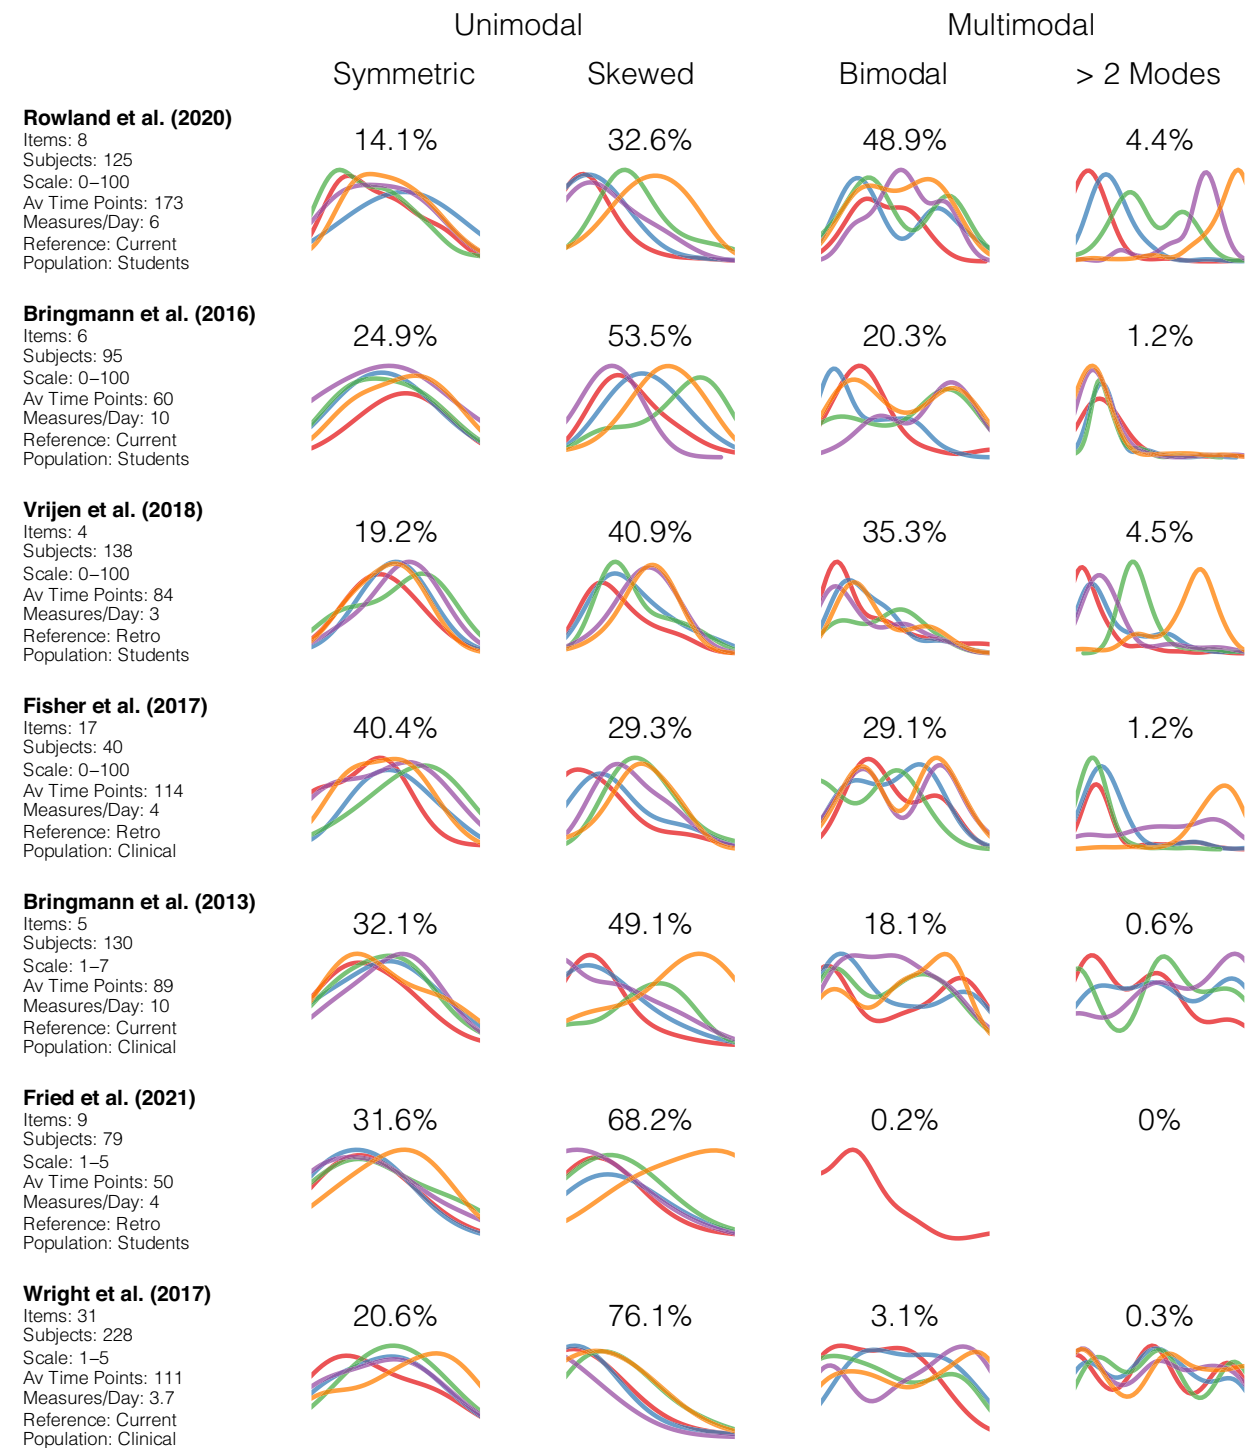 Unimodal Multimodal
Symmetric Skewed Bimodal > 2 Modes
Rowland et al. (2020)
Items: 8
Subjects: 125
Scale: 0–100
Av Time Points: 173
Measures/Day: 6
Reference: Current
Population: Students
14.1% 32.6% 48.9% 4.4%
Bringmann et al. (2016)
Items: 6
Subjects: 95
Scale: 0–100
Av Time Points: 60
Measures/Day: 10
Reference: Current
Population: Students
24.9% 53.5% 20.3% 1.2%
Vrijen et al. (2018)
Items: 4
Subjects: 138
Scale: 0–100
Av Time Points: 84
Measures/Day: 3
Reference: Retro
Population: Students
19.2% 40.9% 35.3% 4.5%
Fisher et al. (2017)
Items: 17
Subjects: 40
Scale: 0–100
Av Time Points: 114
Measures/Day: 4
Reference: Retro
Population: Clinical
40.4% 29.3% 29.1% 1.2%
Bringmann et al. (2013)
Items: 5
Subjects: 130
Scale: 1–7
Av Time Points: 89
Measures/Day: 10
Reference: Current
Population: Clinical
32.1% 49.1% 18.1% 0.6%
Fried et al. (2021)
Items: 9
Subjects: 79
Scale: 1–5
Av Time Points: 50
Measures/Day: 4
Reference: Retro
Population: Students
31.6% 68.2% 0.2% 0%
Wright et al. (2017)
Items: 31
Subjects: 228
Scale: 1–5
Av Time Points: 111
Measures/Day: 3.7
Reference: Current
Population: Clinical
20.6% 76.1% 3.1% 0.3%